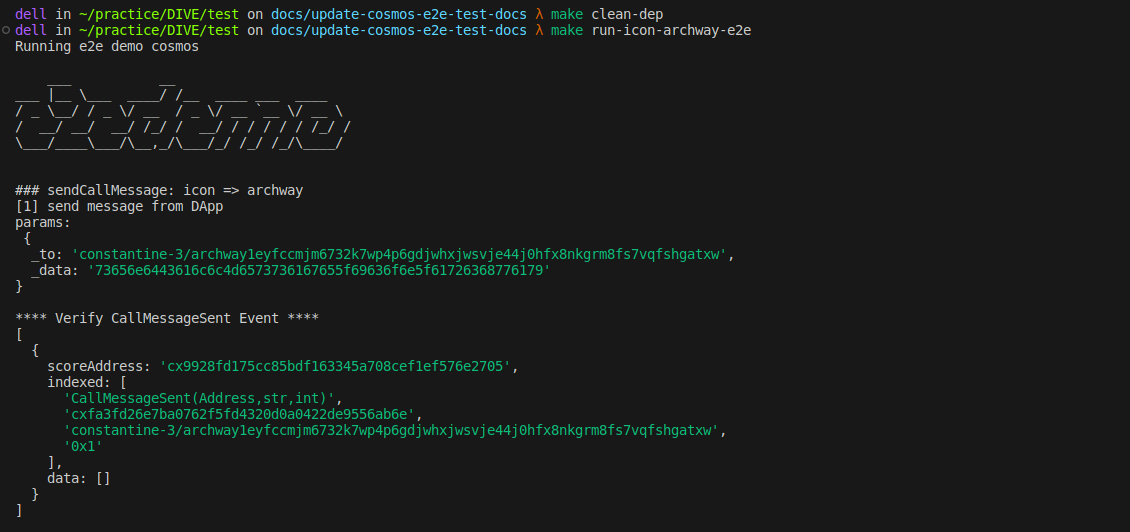 dell in ~/practice/DIVE/test on docs/update-cosmos-e2e-test-docs λ make clean-dep
dell in ~/practice/DIVE/test on docs/update-cosmos-e2e-test-docs λ make run-icon-archway-e2e
Running e2e demo cosmos
### sendCallMessage: icon => archway
[1] send message from DApp
params:
{
_to: 'constantine-3/archway1eyfccmjm6732k7wp4p6gdjwhxjwsvje44j0hfx8nkgrm8fs7vqfshgatxw',
_data: '73656e6443616c6c4d6573736167655f69636f6e5f61726368776179'
}
**** Verify CallMessageSent Event ****
[
{
scoreAddress: 'cx9928fd175cc85bdf163345a708cef1ef576e2705',
indexed: [
'CallMessageSent(Address,str,int)',
'cxfa3fd26e7ba0762f5fd4320d0a0422de9556ab6e',
'constantine-3/archway1eyfccmjm6732k7wp4p6gdjwhxjwsvje44j0hfx8nkgrm8fs7vqfshgatxw',
'0x1'
],
data: []
}
]